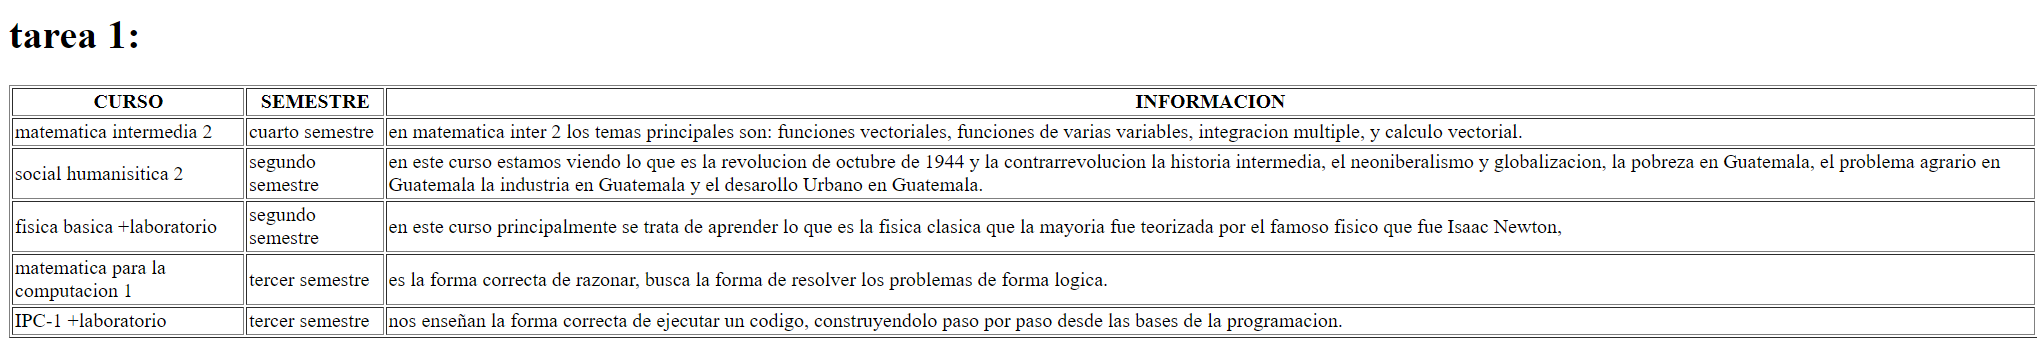 tarea 1:
CURSO SEMESTRE INFORMACION
matematica intermedia 2 cuarto semestre en matematica inter 2 los temas principales son: funciones vectoriales, funciones de varias variables, integracion multiple, y calculo vectorial.
social humanisitica 2
segundo
semestre
en este curso estamos viendo lo que es la revolucion de octubre de 1944 y la contrarrevolucion la historia intermedia, el neoniberalismo y globalizacion, la pobreza en Guatemala, el problema agrario en
Guatemala la industria en Guatemala y el desarollo Urbano en Guatemala.
fisica basica +laboratorio
segundo
semestre
en este curso principalmente se trata de aprender lo que es la fisica clasica que la mayoria fue teorizada por el famoso fisico que fue Isaac Newton,
matematica para la
computacion 1
tercer semestre
es la forma correcta de razonar, busca la forma de resolver los problemas de forma logica.
IPC-1 +laboratorio tercer semestre nos enseñan la forma correcta de ejecutar un codigo, construyendolo paso por paso desde las bases de la programacion.